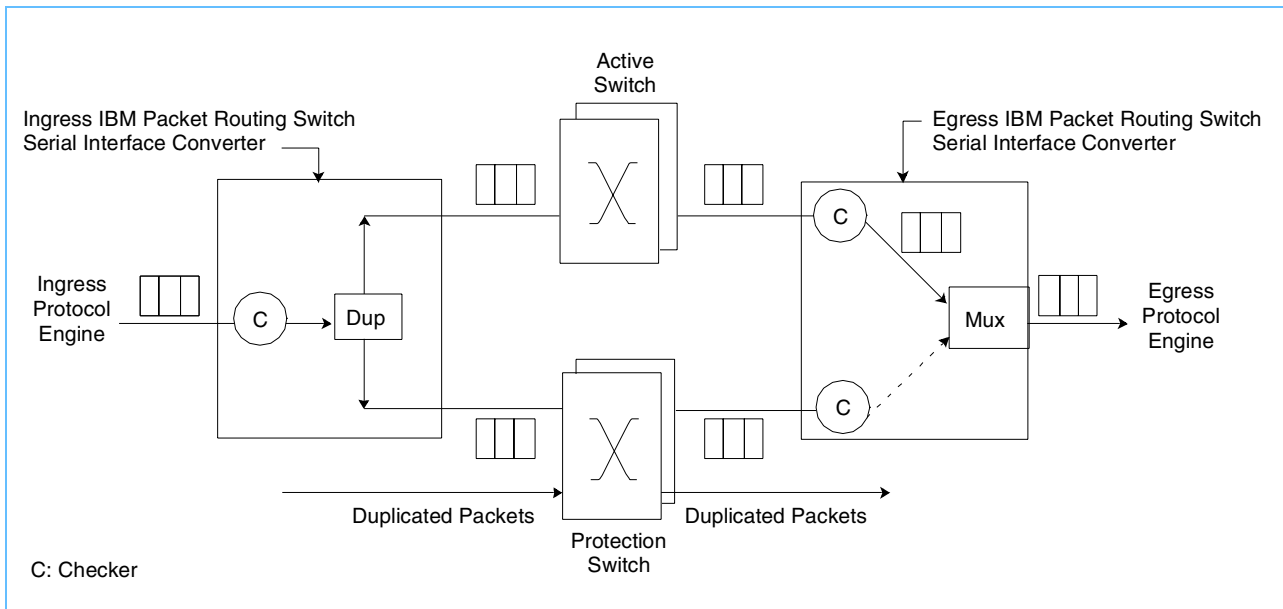 Active
Switch
Ingress IBM Packet Routing Switch
Serial Interface Converter
Egress IBM Packet Routing Switch
Serial Interface Converter
Ingress
Protocol
Engine
C
Dup
C
Mux
Egress
Protocol
Engine
C
Duplicated Packets
Duplicated Packets
Protection
Switch
C: Checker